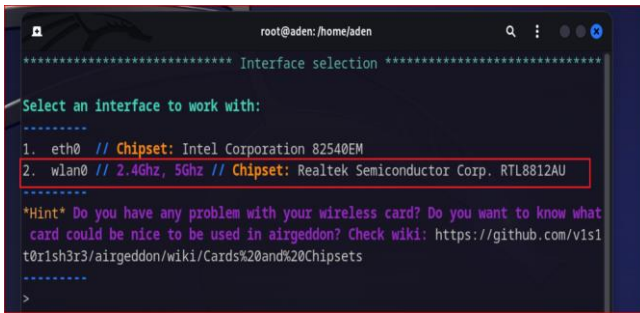 root@aden: /home/aden
***************************** Interface selection ******************************
Select an interface to work with:
---------
1. eth0 // Chipset: Intel Corporation 82540EM
2. wlan0 // 2.4Ghz, 5Ghz // Chipset: Realtek Semiconductor Corp. RTL8812AU
---------
*Hint* Do you have any problem with your wireless card? Do you want to know what
card could be nice to be used in airgeddon? Check wiki: https://github.com/v1s1
t0r1sh3r3/airgeddon/wiki/Cards%20and%20Chipsets
---------
>